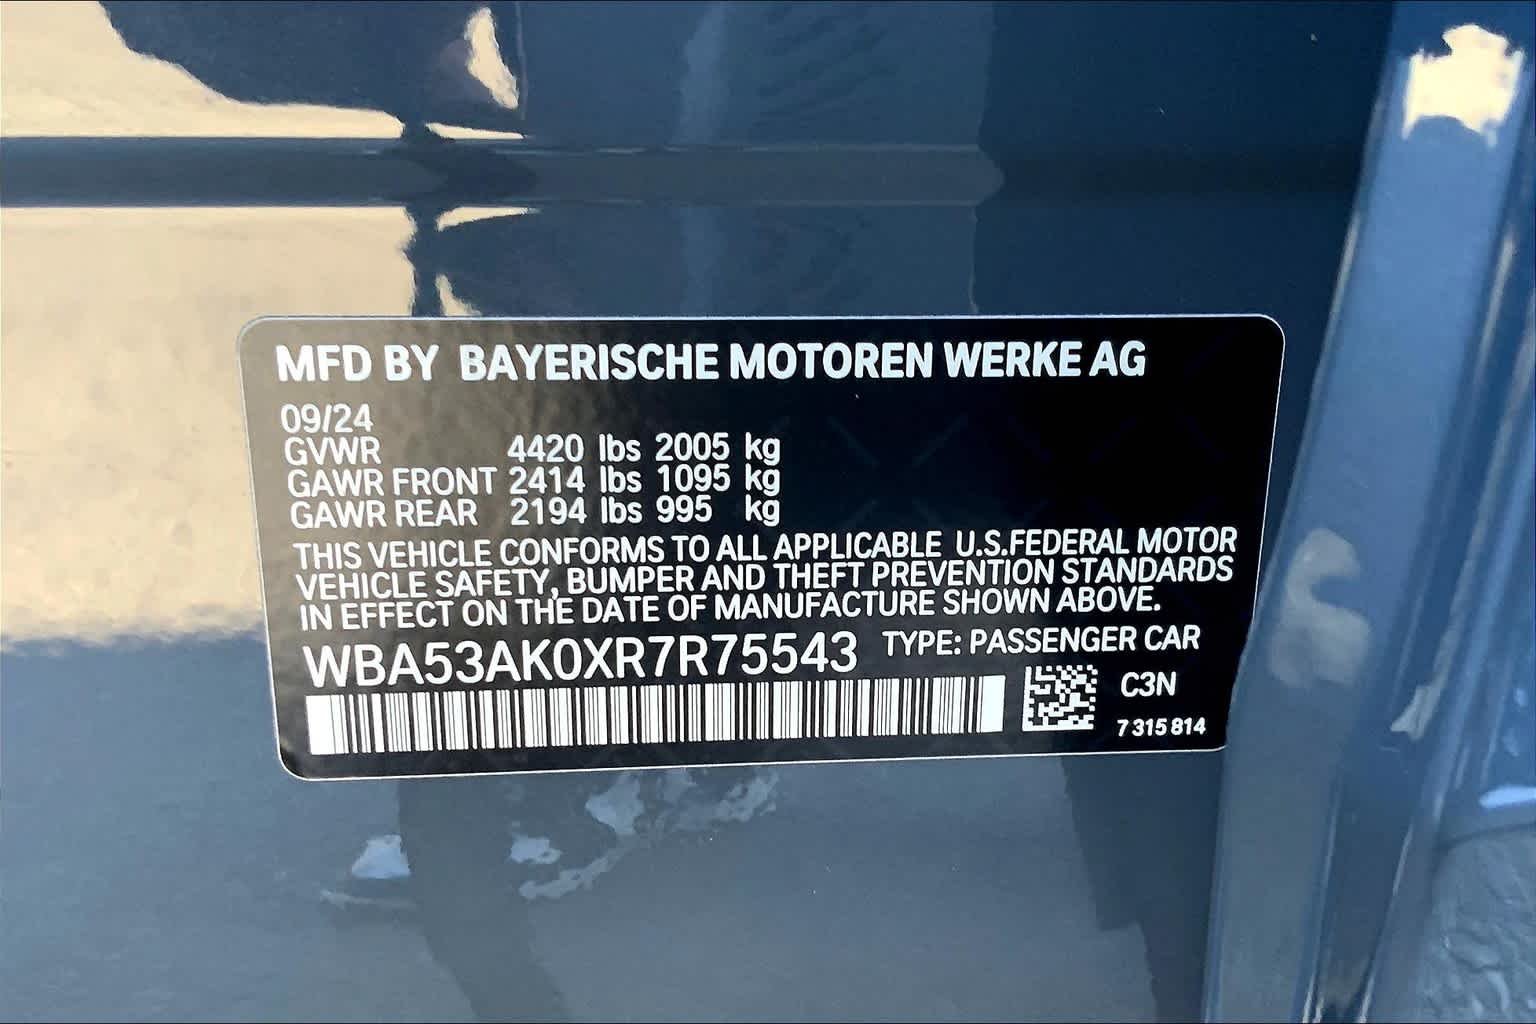 MFD BY BAYERISCHE MOTOREN WERKE AG
09/24
GVWR 4420 lbs 2005 kg
GAWR FRONT 2414 lbs 1095 kg
GAWR REAR 2194 lbs 995 kg
THIS VEHICLE CONFORMS TO ALL APPLICABLE U.S.FEDERAL MOTOR
VEHICLE SAFETY, BUMPER AND THEFT PREVENTION STANDARDS
IN EFFECT ON THE DATE OF MANUFACTURE SHOWN ABOVE.
WBA53AK0XR7R75543 TYPE: PASSENGER CAR
C3N
7 315 814